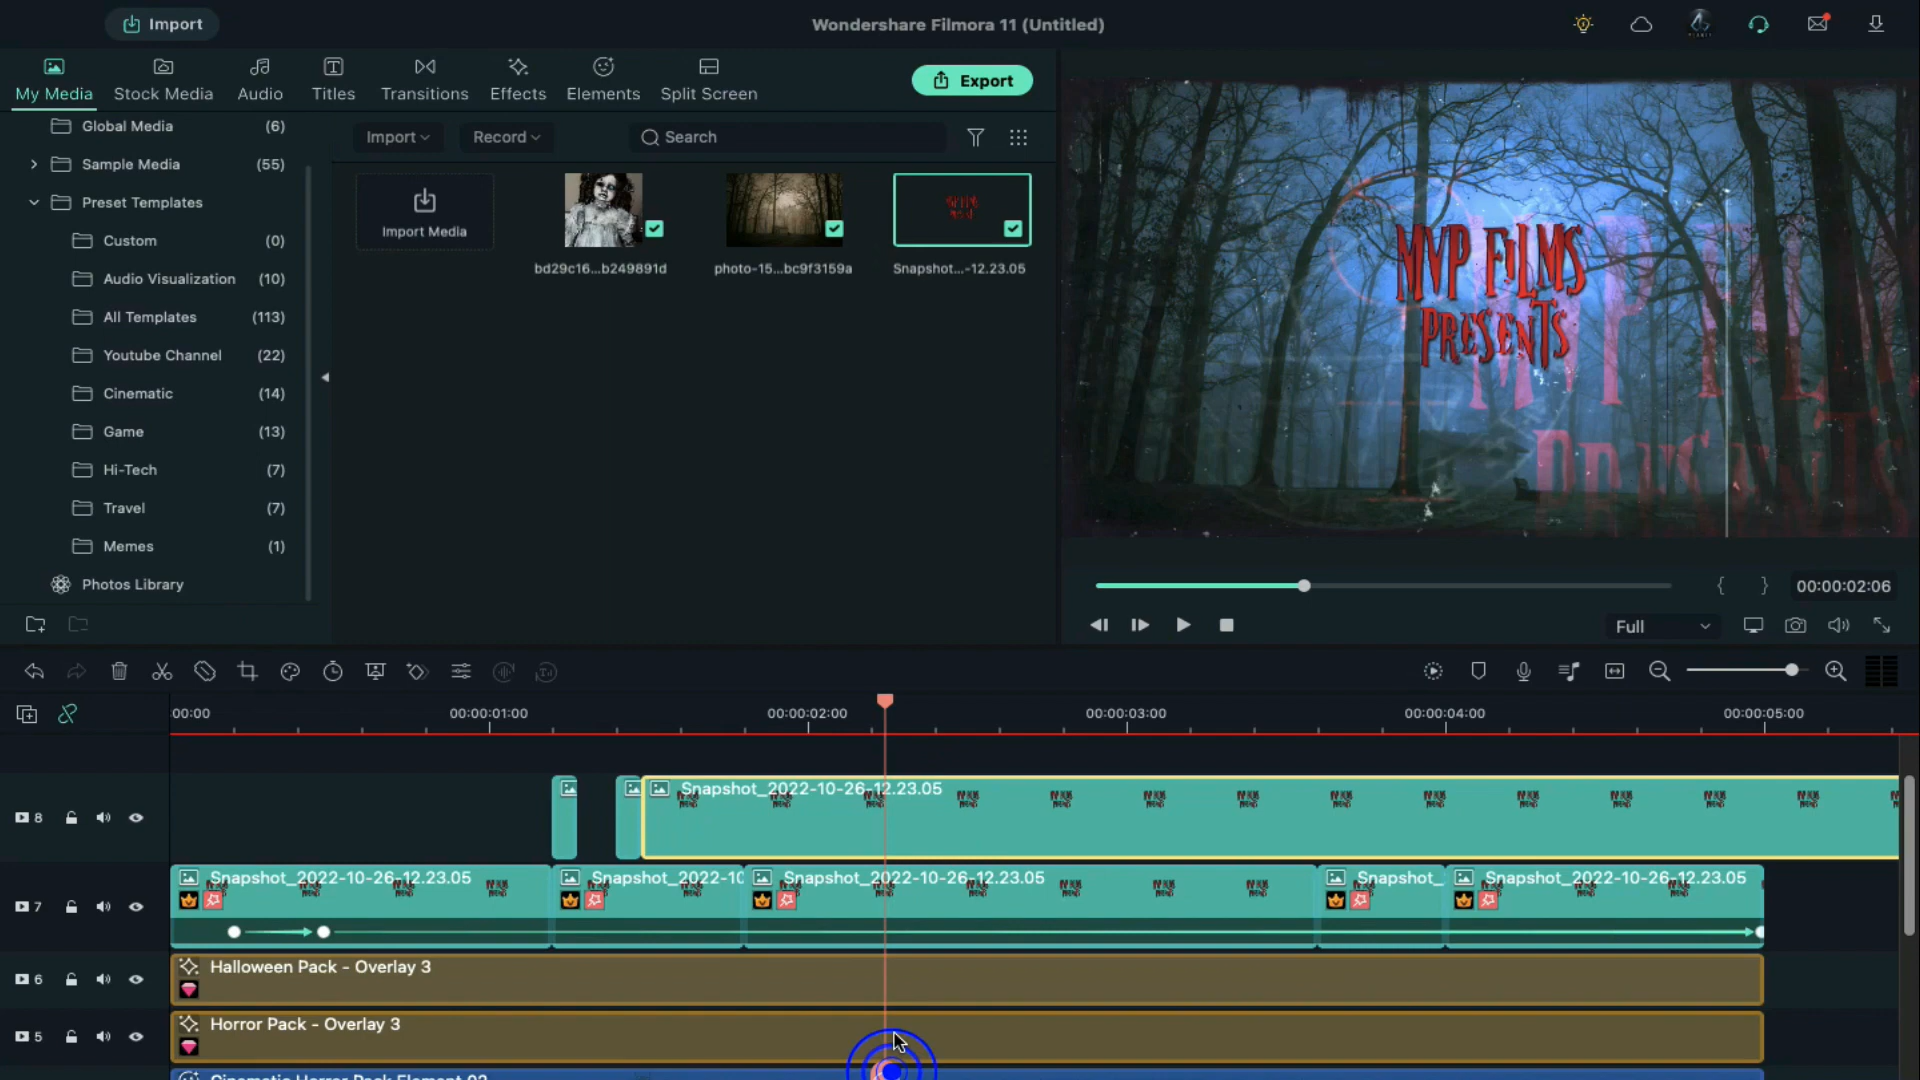 Import
Wondershare Filmora 11 (Untitled)
My Media
Stock Media
Audio
Titles
Transitions
Effects
Elements
Split Screen
Export
Global Media (6)
Sample Media (55)
Preset Templates
Custom (0)
Audio Visualization (10)
All Templates (113)
Youtube Channel (22)
Cinematic (14)
Game (13)
Hi-Tech (7)
Travel (7)
Memes (1)
Photos Library
Import
Record
Search
Import Media
bd29c16...b249891d
photo-15...bc9f3159a
Snapshot...-12.23.05
MVP FILMS
PRESENTS
00:00:02:06
Full
:00:00
00:00:01:00
00:00:02:00
00:00:03:00
00:00:04:00
00:00:05:00
8
Snapshot_2022-10-26-12.23.05
7
Snapshot_2022-10-26-12.23.05
Snapshot_2022-10
Snapshot_2022-10-26-12.23.05
Snapshot_
Snapshot_2022-10-26-12.23.05
6
Halloween Pack - Overlay 3
5
Horror Pack - Overlay 3
Cinematic Horror Pack Element 02